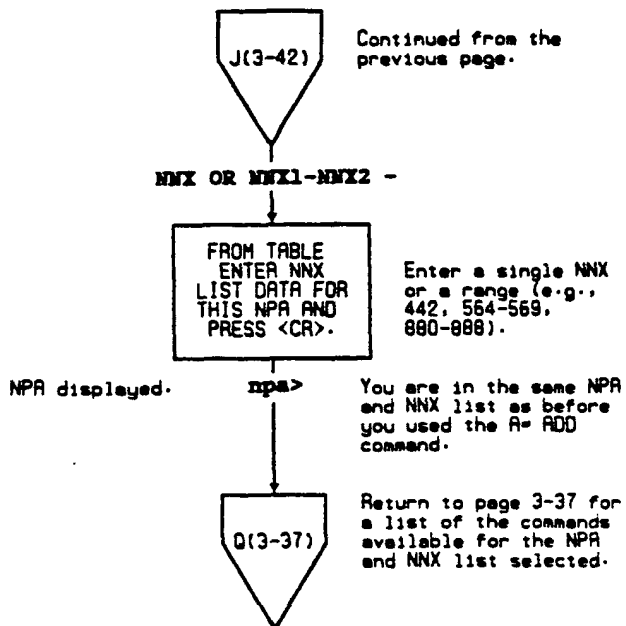 J(3-42)
Continued from the
previous page.
NNX OR NNX1-NNX2 -
FROM TABLE
ENTER NNX
LIST DATA FOR
THIS NPA AND
PRESS <CR>.
Enter a single NNX
or a range (e.g.,
442, 564-569,
880-888).
NPA displayed.
npa>
You are in the same NPA
and NNX list as before
you used the A= ADD
command.
Q(3-37)
Return to page 3-37 for
a list of the commands
available for the NPA
and NNX list selected.